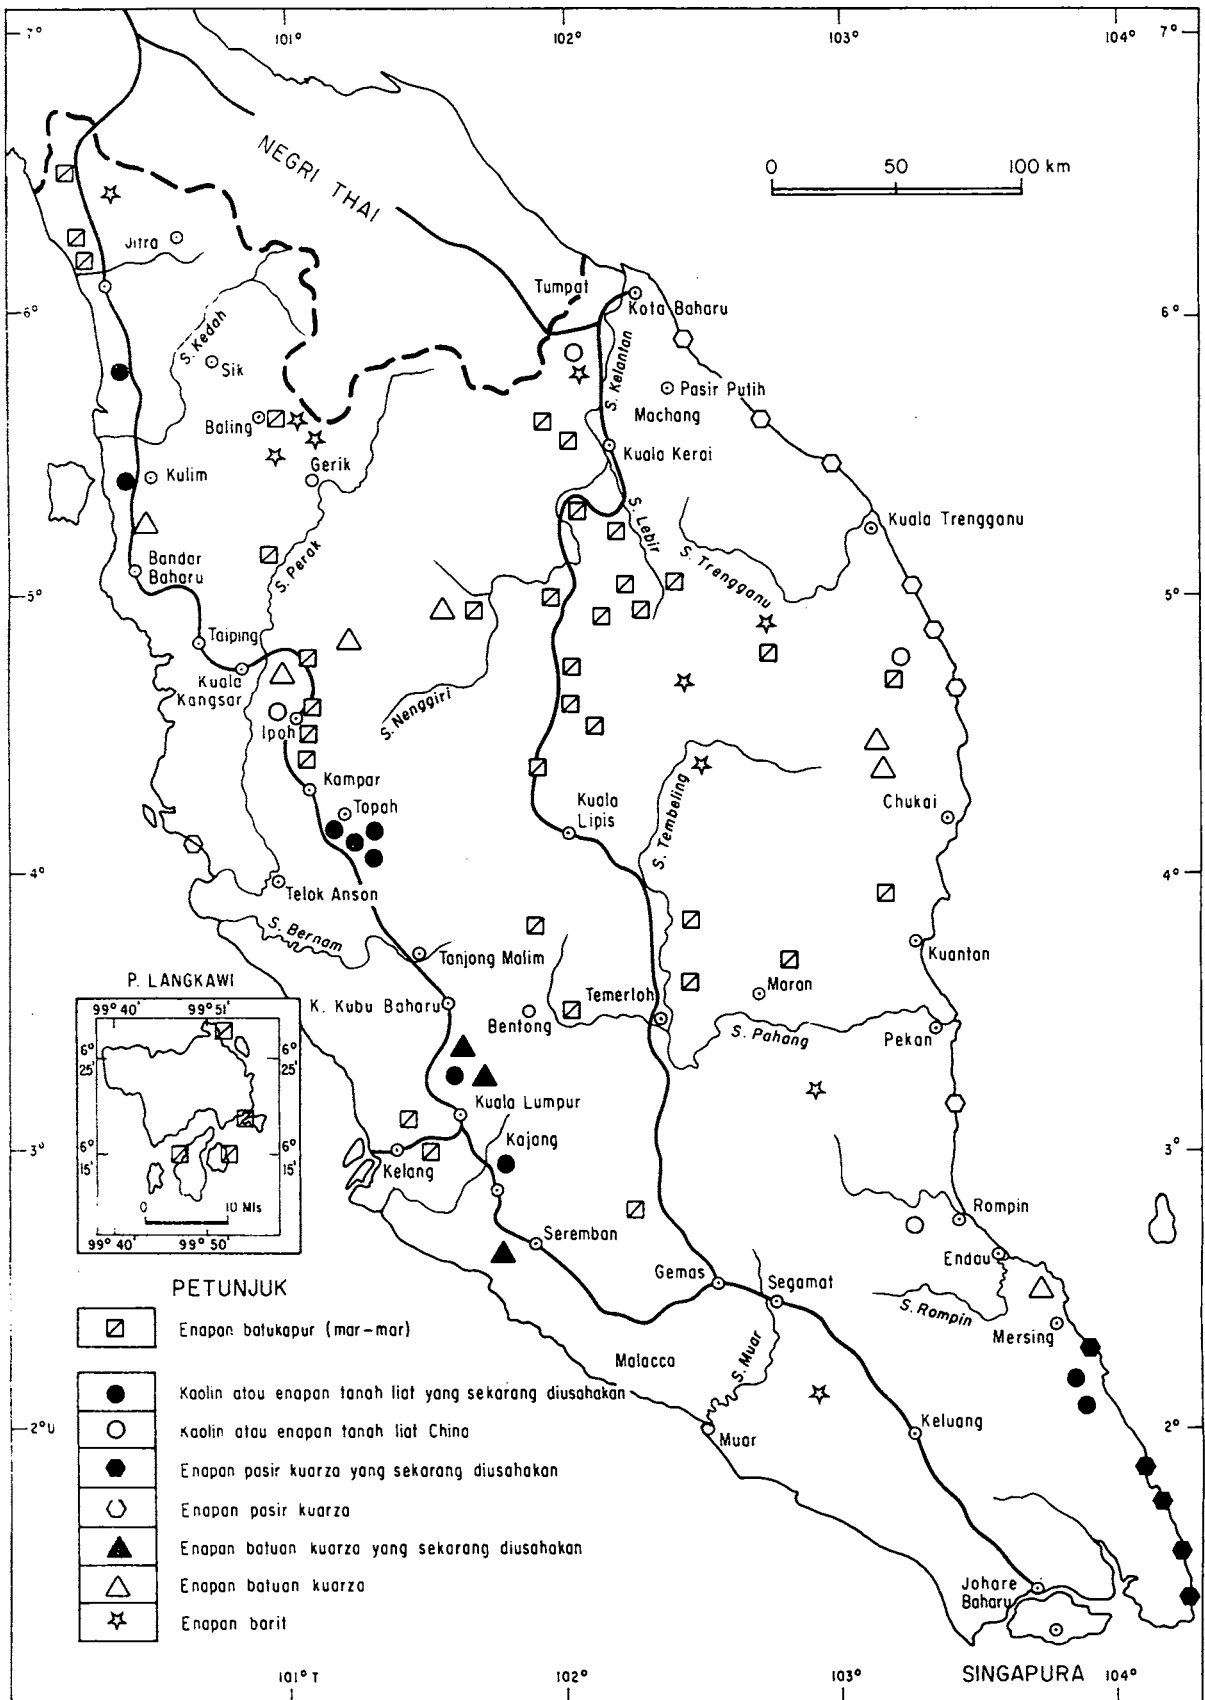 7°
101°
102°
103°
104°
7°
NEGRI THAI
0 50 100 km
Jitra
Tumpat
Kota Baharu
6°
6°
S. Kedah
Sik
S. Kelantan
Pasir Putih
Machang
Baling
Kuala Kerai
Gerik
Kulim
S. Lebir
Kuala Trengganu
Bandar
Baharu
S. Perak
S. Trengganu
5°
5°
Taiping
Kuala
Kangsar
S. Nenggiri
Ipoh
Kampar
Topah
Kuala
Lipis
S. Tembeling
Chukai
4°
4°
Telok Anson
S. Bernam
Tanjong Malim
Kuantan
P. LANGKAWI
K. Kubu Baharu
Temerloh
Maran
Bentong
S. Pahang
Pekan
99° 40'
99° 51'
6°
25'
6°
25'
Kuala Lumpur
Kajang
6°
15'
6°
15'
3°
3°
Kelang
0 10 Mls
99° 40'
99° 50'
Rompin
Seremban
Endau
Gemas
Segamat
S. Rompin
Mersing
PETUNJUK
Enapan batukapur (mar-mar)
Malacca
S. Muar
Kaolin atau enapan tanah liat yang sekarang diusahakan
Kaolin atau enapan tanah liat China
2°U
2°
Muar
Keluang
Enapan pasir kuarza yang sekarang diusahakan
Enapan pasir kuarza
Enapan batuan kuarza yang sekarang diusahakan
Enapan batuan kuarza
Enapan barit
Johare
Baharu
SINGAPURA
101° T
102°
103°
104°